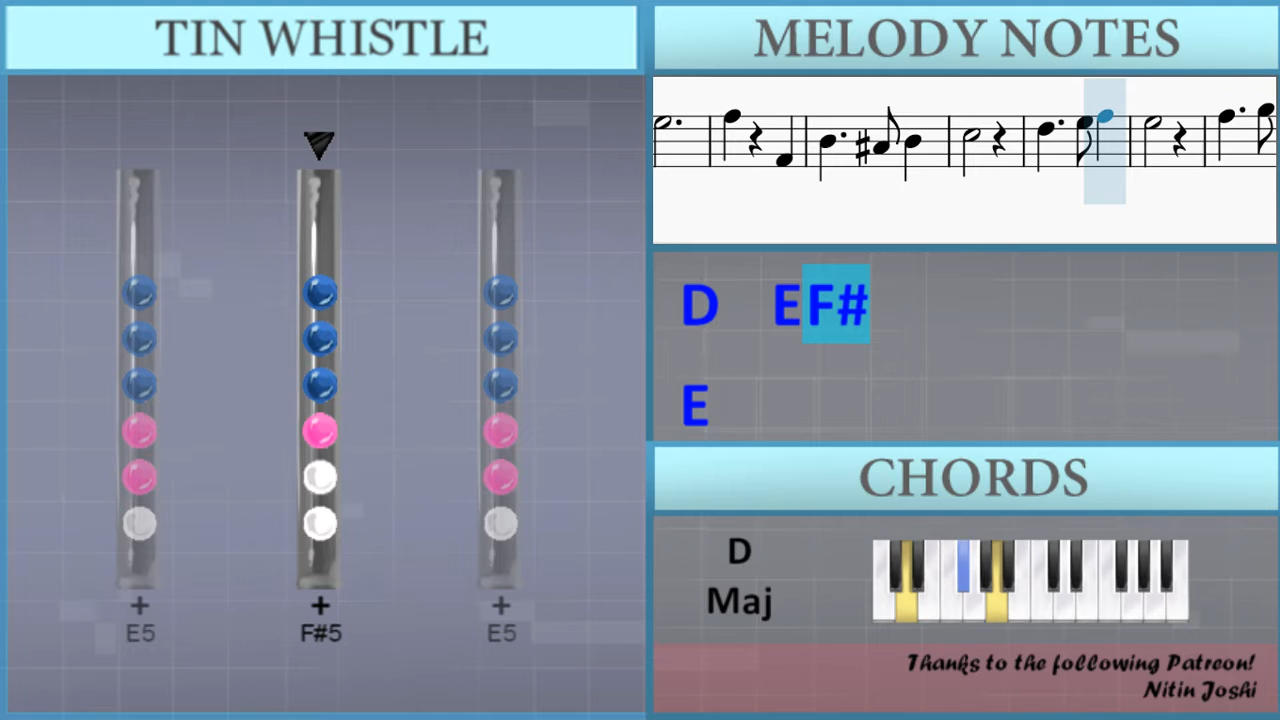 TIN WHISTLE
+ + +
E5 F#5 E5
MELODY NOTES
D E F#
E
CHORDS
D
Maj
Thanks to the following Patreon!
Nitin Joshi